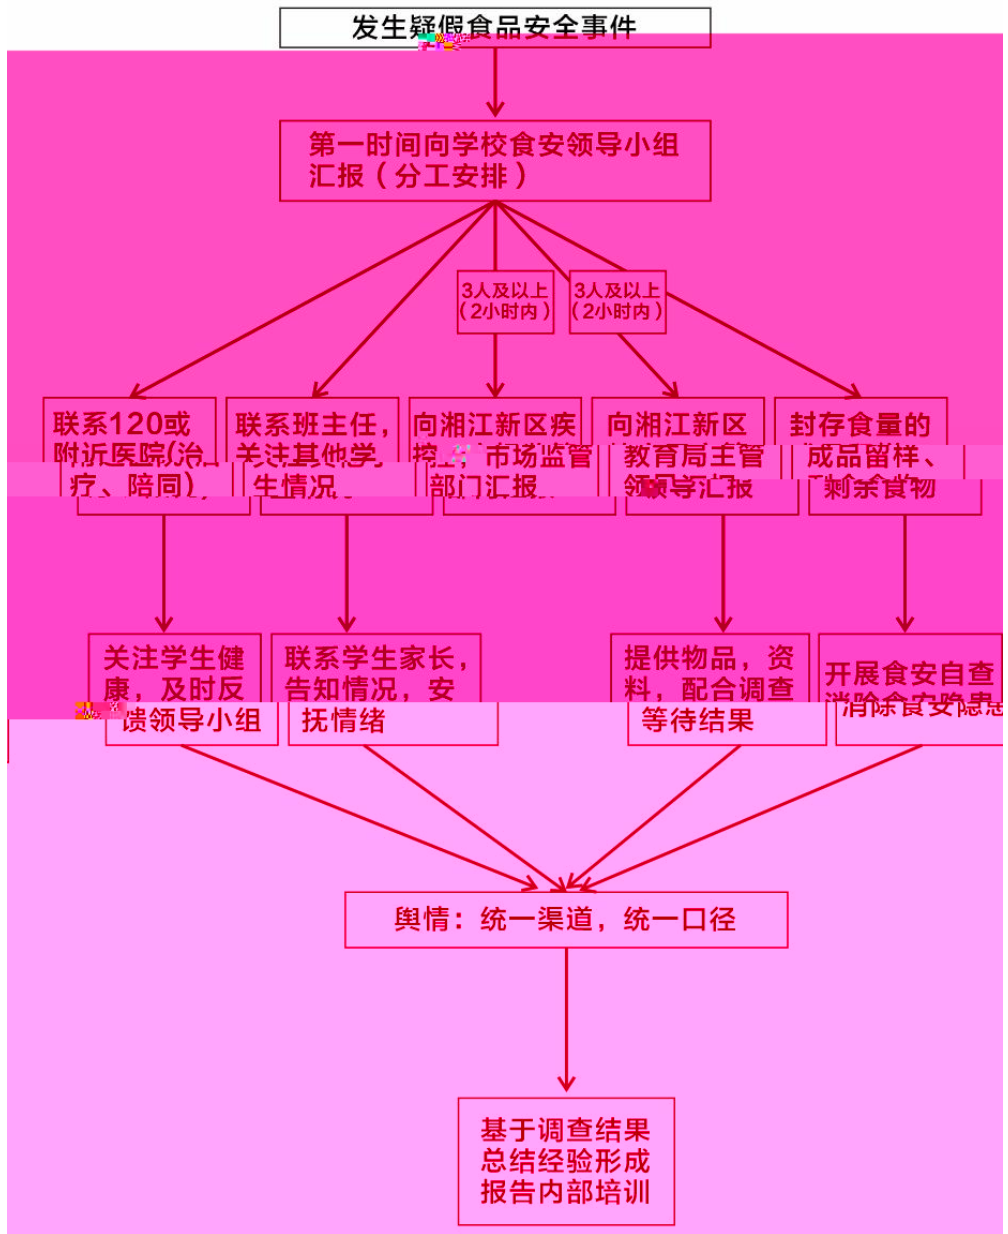 发生疑假食品安全事件
第一时间向学校食安领导小组
汇报（分工安排）
3人及以上
（2小时内）
3人及以上
（2小时内）
联系120或
附近医院(治
疗、陪同)
联系班主任，
关注其他学
生情况
向湘江新区疾
控、市场监管
部门汇报
向湘江新区
教育局主管
领导汇报
封存食量的
成品留样、
剩余食物
关注学生健
康，及时反
馈领导小组
联系学生家长，
告知情况，安
抚情绪
提供物品，资
料，配合调查
等待结果
开展食安自查
消除食安隐患
舆情：统一渠道，统一口径
基于调查结果
总结经验形成
报告内部培训